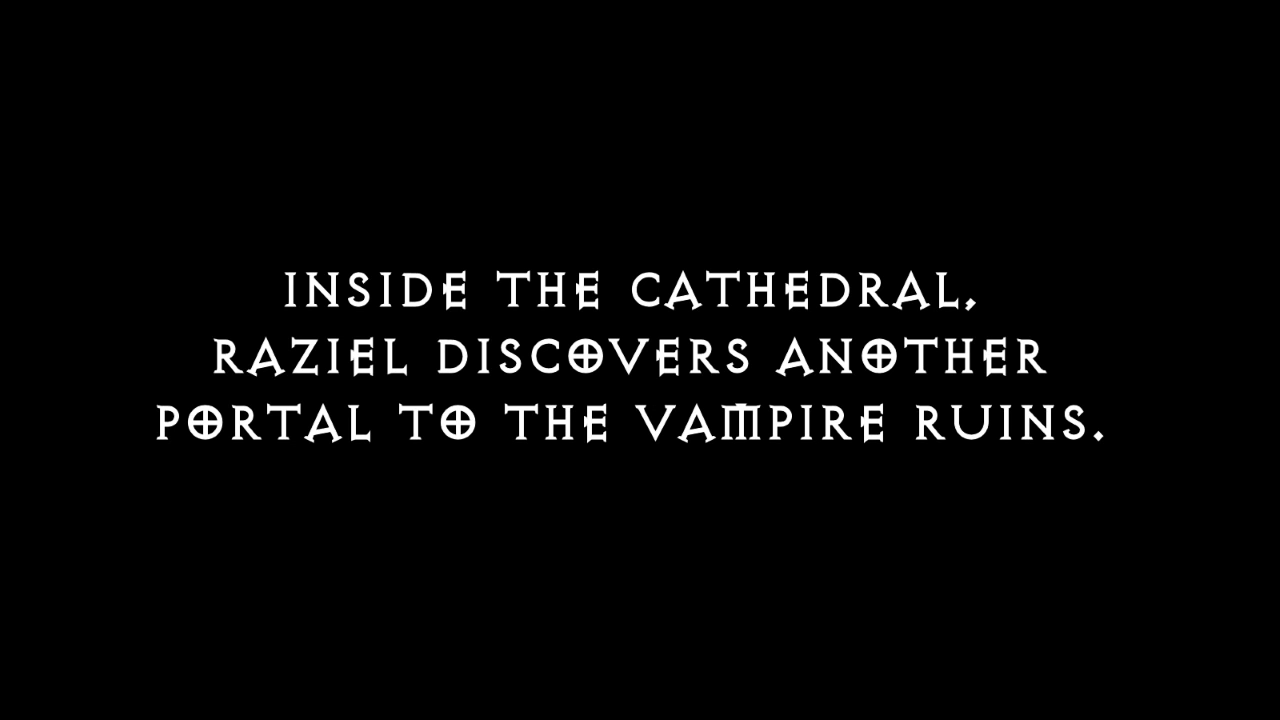 INSIDE THE CATHEDRAL,
RAZIEL DISCOVERS ANOTHER
PORTAL TO THE VAMPIRE RUINS.